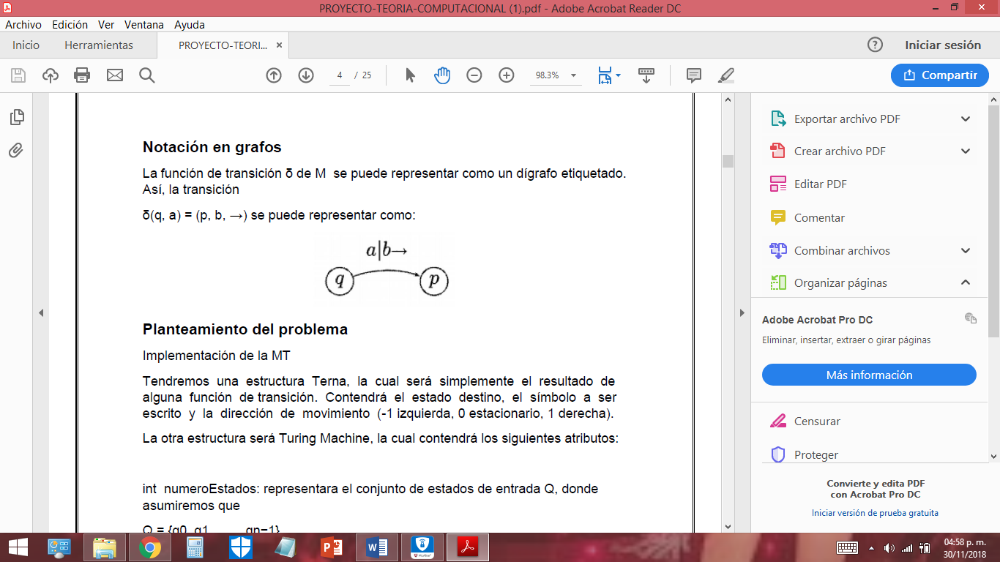 PROYECTO-TEORIA-COMPUTACIONAL (1).pdf - Adobe Acrobat Reader DC
Archivo Edición Ver Ventana Ayuda
Inicio Herramientas PROYECTO-TEORI... × Iniciar sesión
4 / 25 98.3% Compartir
Notación en grafos
La función de transición δ de M se puede representar como un dígrafo etiquetado.
Así, la transición
δ(q, a) = (p, b, →) se puede representar como:
a|b→
q p
Planteamiento del problema
Implementación de la MT
Tendremos una estructura Terna, la cual será simplemente el resultado de
alguna función de transición. Contendrá el estado destino, el símbolo a ser
escrito y la dirección de movimiento (-1 izquierda, 0 estacionario, 1 derecha).
La otra estructura será Turing Machine, la cual contendrá los siguientes atributos:
int numeroEstados: representara el conjunto de estados de entrada Q, donde
asumiremos que
Q = {q0, q1, ..., qn−1}
Exportar archivo PDF
Crear archivo PDF
Editar PDF
Comentar
Combinar archivos
Organizar páginas
Adobe Acrobat Pro DC
Eliminar, insertar, extraer o girar páginas
Más información
Censurar
Proteger
Convierte y edita PDF
con Acrobat Pro DC
Iniciar versión de prueba gratuita
McAfee
04:58 p. m.
30/11/2018